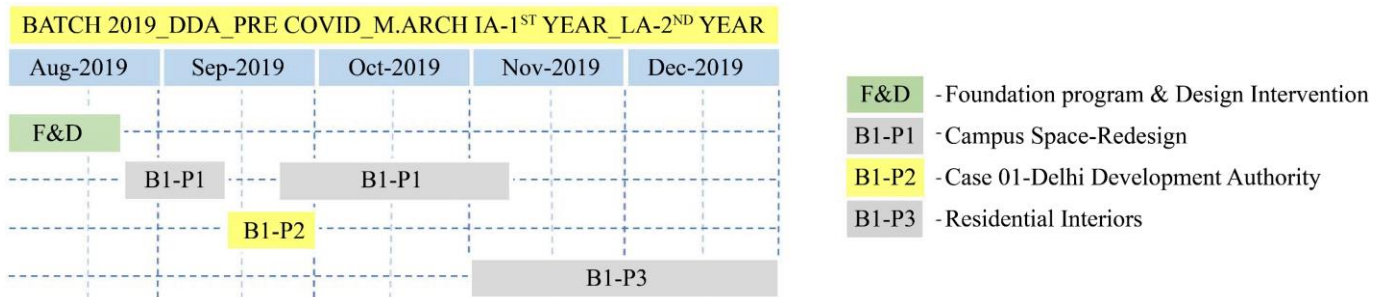 BATCH 2019_DDA_PRE COVID_M.ARCH IA-1ST YEAR_LA-2ND YEAR
Aug-2019 Sep-2019 Oct-2019 Nov-2019 Dec-2019
F&D
B1-P1 B1-P1
B1-P2
B1-P3
F&D -Foundation program & Design Intervention
B1-P1 -Campus Space-Redesign
B1-P2 -Case 01-Delhi Development Authority
B1-P3 -Residential Interiors